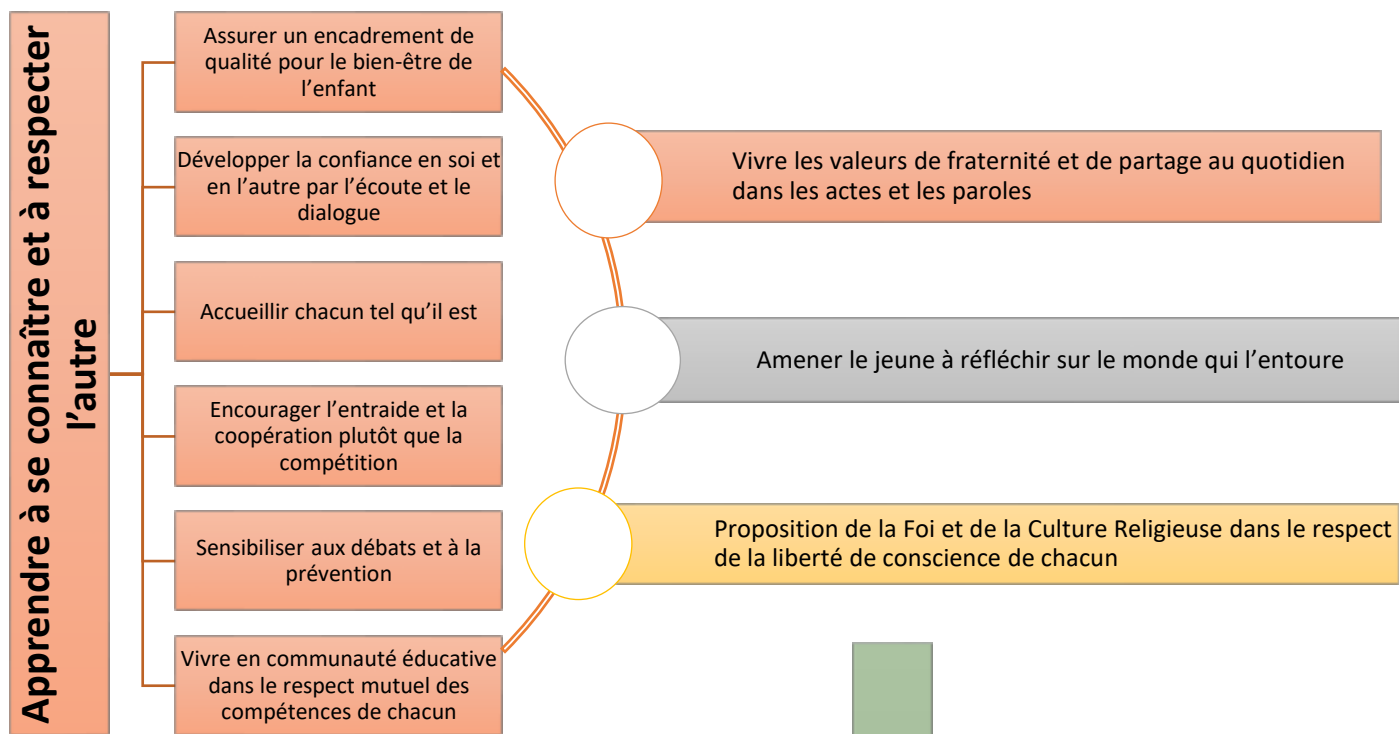 Apprendre à se connaître et à respecter
l’autre
Assurer un encadrement de
qualité pour le bien-être de
l’enfant
Développer la confiance en soi et
en l’autre par l’écoute et le
dialogue
Accueillir chacun tel qu’il est
Encourager l’entraide et la
coopération plutôt que la
compétition
Sensibiliser aux débats et à la
prévention
Vivre en communauté éducative
dans le respect mutuel des
compétences de chacun
Vivre les valeurs de fraternité et de partage au quotidien
dans les actes et les paroles
Amener le jeune à réfléchir sur le monde qui l’entoure
Proposition de la Foi et de la Culture Religieuse dans le respect
de la liberté de conscience de chacun